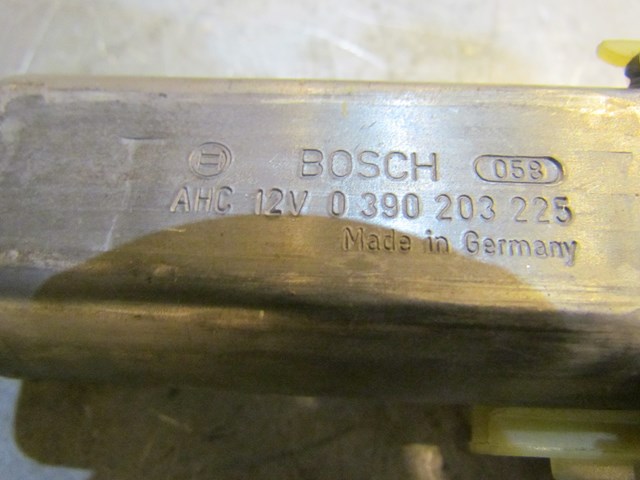 BOSCH 058
AHC 12V 0 390 203 225
Made in Germany